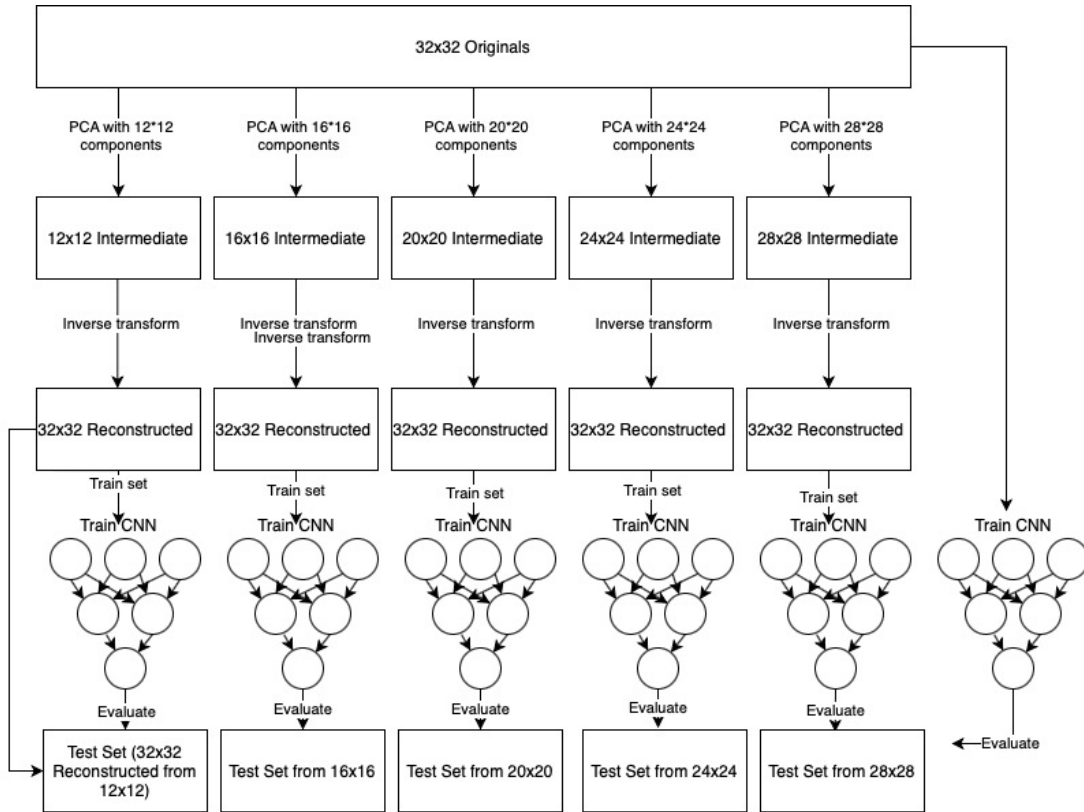 32x32 Originals
PCA with 12*12
components
PCA with 16*16
components
PCA with 20*20
components
PCA with 24*24
components
PCA with 28*28
components
12x12 Intermediate
16x16 Intermediate
20x20 Intermediate
24x24 Intermediate
28x28 Intermediate
Inverse transform
Inverse transform
Inverse transform
Inverse transform
Inverse transform
Inverse transform
32x32 Reconstructed
32x32 Reconstructed
32x32 Reconstructed
32x32 Reconstructed
32x32 Reconstructed
Train set
Train set
Train set
Train set
Train set
Train CNN
Train CNN
Train CNN
Train CNN
Train CNN
Train CNN
Evaluate
Evaluate
Evaluate
Evaluate
Evaluate
Evaluate
Test Set (32x32
Reconstructed from
12x12)
Test Set from 16x16
Test Set from 20x20
Test Set from 24x24
Test Set from 28x28